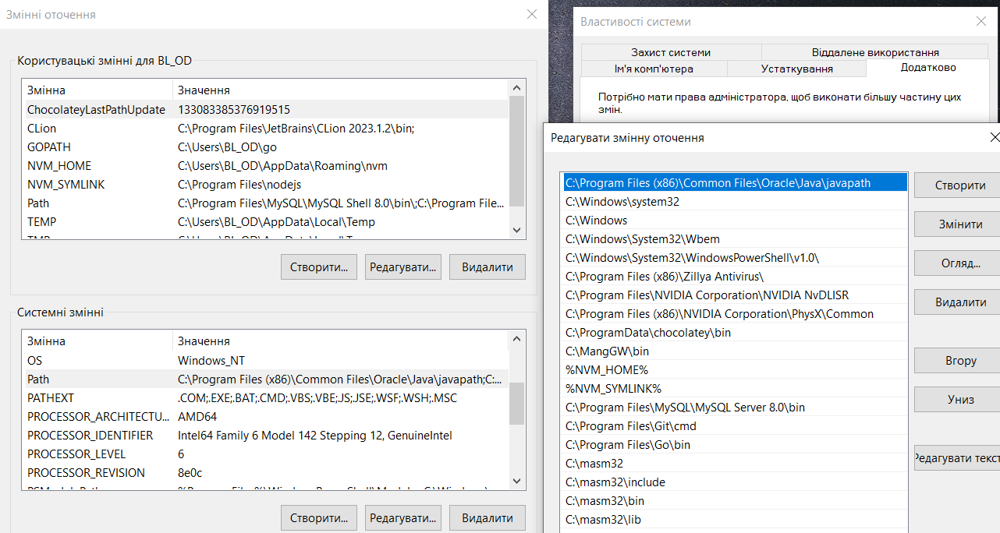 Змінні оточення
Користувацькі змінні для BL_OD
Змінна Значення
ChocolateyLastPathUpdate 133083385376919515
CLion C:\Program Files\JetBrains\CLion 2023.1.2\bin;
GOPATH C:\Users\BL_OD\go
NVM_HOME C:\Users\BL_OD\AppData\Roaming\nvm
NVM_SYMLINK C:\Program Files\nodejs
Path C:\Program Files\MySQL\MySQL Shell 8.0\bin\;C:\Program File...
TEMP C:\Users\BL_OD\AppData\Local\Temp
Створити... Редагувати... Видалити
Системні змінні
Змінна Значення
OS Windows_NT
Path C:\Program Files (x86)\Common Files\Oracle\Java\javapath;C:...
PATHEXT .COM;.EXE;.BAT;.CMD;.VBS;.VBE;.JS;.JSE;.WSF;.WSH;.MSC
PROCESSOR_ARCHITECTU... AMD64
PROCESSOR_IDENTIFIER Intel64 Family 6 Model 142 Stepping 12, GenuineIntel
PROCESSOR_LEVEL 6
PROCESSOR_REVISION 8e0c
Створити... Редагувати... Видалити
Властивості системи
Захист системи Віддалене використання
Ім'я комп'ютера Устаткування Додатково
Потрібно мати права адміністратора, щоб виконати більшу частину цих
змін.
Редагувати змінну оточення
C:\Program Files (x86)\Common Files\Oracle\Java\javapath
C:\Windows\system32
C:\Windows
C:\Windows\System32\Wbem
C:\Windows\System32\WindowsPowerShell\v1.0\
C:\Program Files (x86)\Zillya Antivirus\
C:\Program Files\NVIDIA Corporation\NVIDIA NvDLISR
C:\Program Files (x86)\NVIDIA Corporation\PhysX\Common
C:\ProgramData\chocolatey\bin
C:\MangGW\bin
%NVM_HOME%
%NVM_SYMLINK%
C:\Program Files\MySQL\MySQL Server 8.0\bin
C:\Program Files\Git\cmd
C:\Program Files\Go\bin
C:\masm32
C:\masm32\include
C:\masm32\bin
C:\masm32\lib
Створити
Змінити
Огляд...
Видалити
Вгору
Униз
Редагувати текст